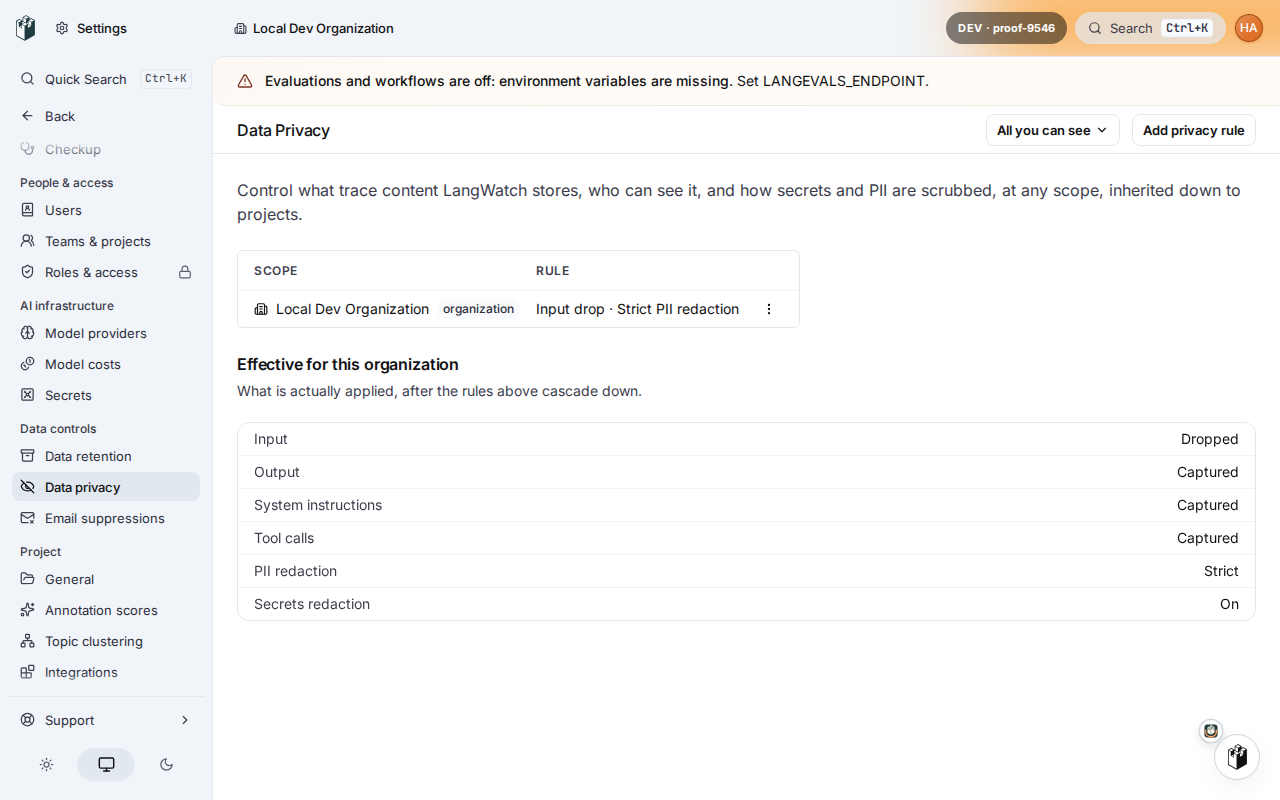 Settings
Local Dev Organization
DEV · proof-9546
Search Ctrl+K
HA
Quick Search Ctrl+K
Back
Checkup
People & access
Users
Teams & projects
Roles & access
AI infrastructure
Model providers
Model costs
Secrets
Data controls
Data retention
Data privacy
Email suppressions
Project
General
Annotation scores
Topic clustering
Integrations
Support
Evaluations and workflows are off: environment variables are missing. Set LANGEVALS_ENDPOINT.
Data Privacy
All you can see
Add privacy rule
Control what trace content LangWatch stores, who can see it, and how secrets and PII are scrubbed, at any scope, inherited down to
projects.
SCOPE RULE
Local Dev Organization organization Input drop · Strict PII redaction
Effective for this organization
What is actually applied, after the rules above cascade down.
Input Dropped
Output Captured
System instructions Captured
Tool calls Captured
PII redaction Strict
Secrets redaction On